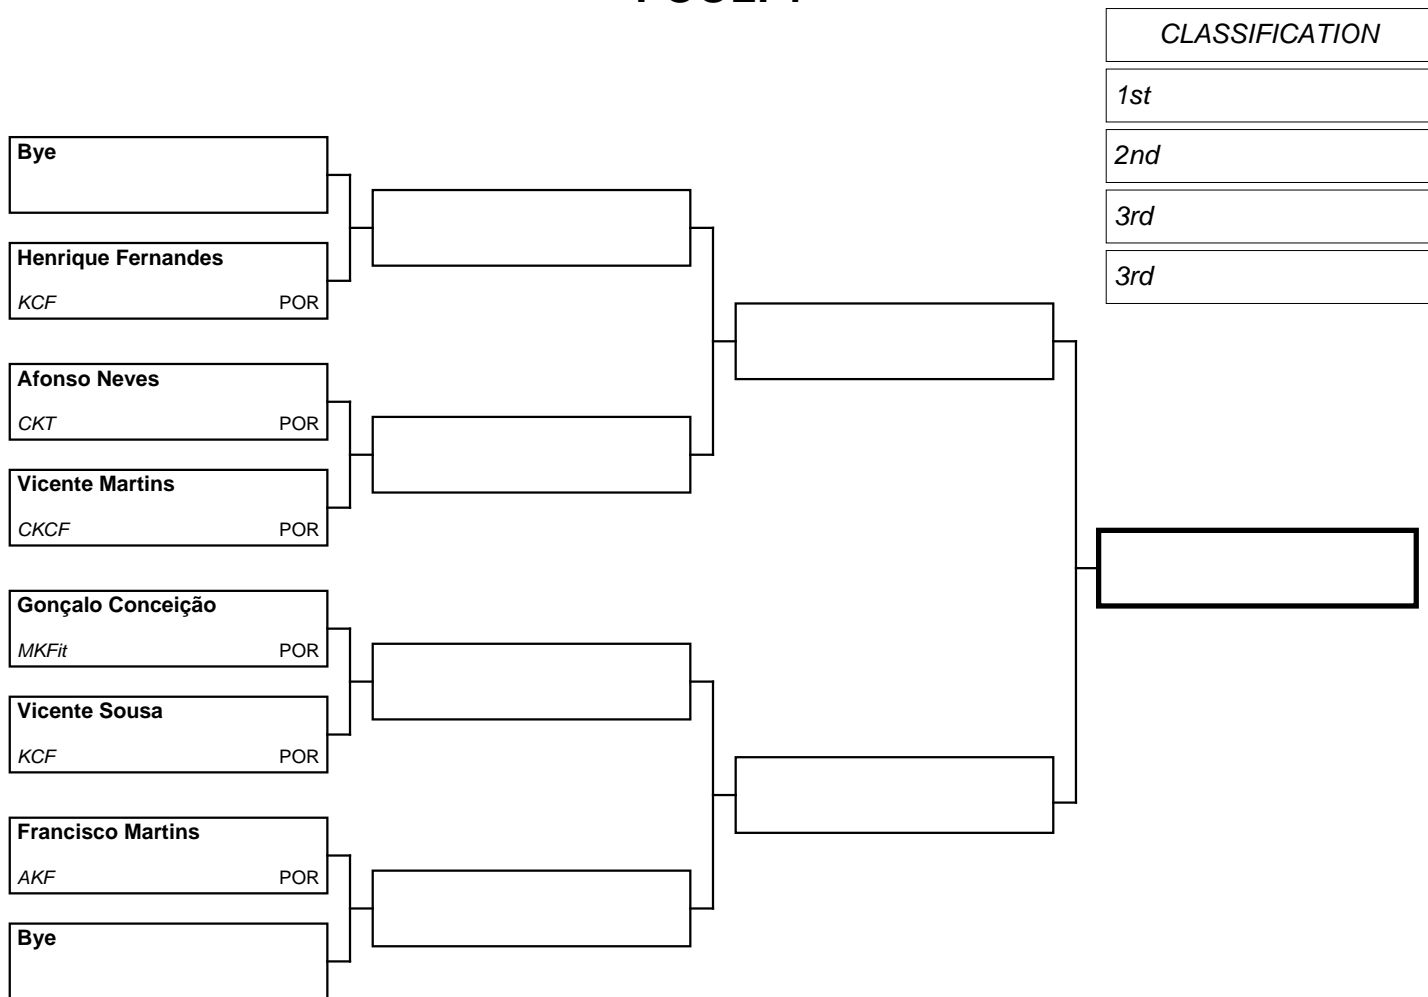 CLASSIFICATION
1st
2nd
3rd
3rd
Bye
Henrique Fernandes
KCF POR
Afonso Neves
CKT POR
Vicente Martins
CKCF POR
Gonçalo Conceição
MKFit POR
Vicente Sousa
KCF POR
Francisco Martins
AKF POR
Bye